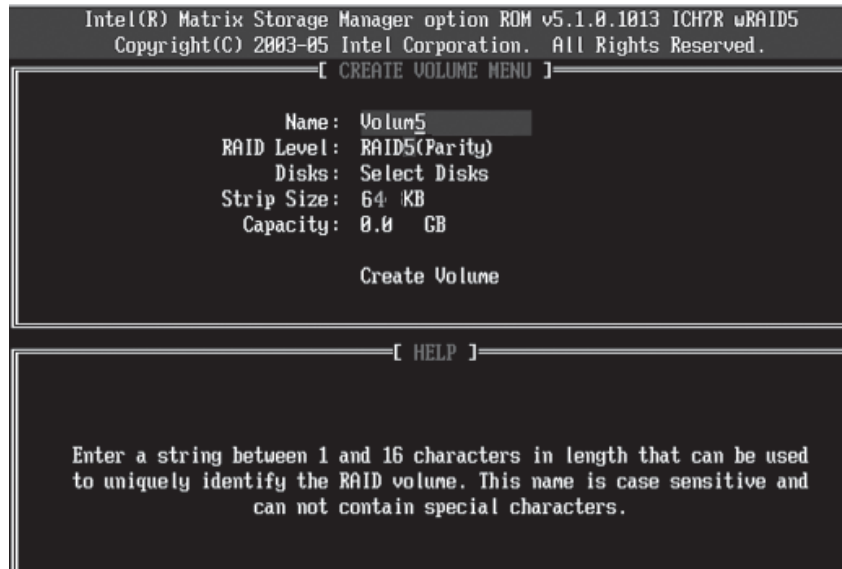 Intel(R) Matrix Storage Manager option ROM v5.1.0.1013 ICH7R wRAID5
Copyright(C) 2003-05 Intel Corporation. All Rights Reserved.
[ CREATE VOLUME MENU ]
Name: Volum5
RAID Level: RAID5(Parity)
Disks: Select Disks
Strip Size: 64 KB
Capacity: 0.0 GB
Create Volume
[ HELP ]
Enter a string between 1 and 16 characters in length that can be used
to uniquely identify the RAID volume. This name is case sensitive and
can not contain special characters.